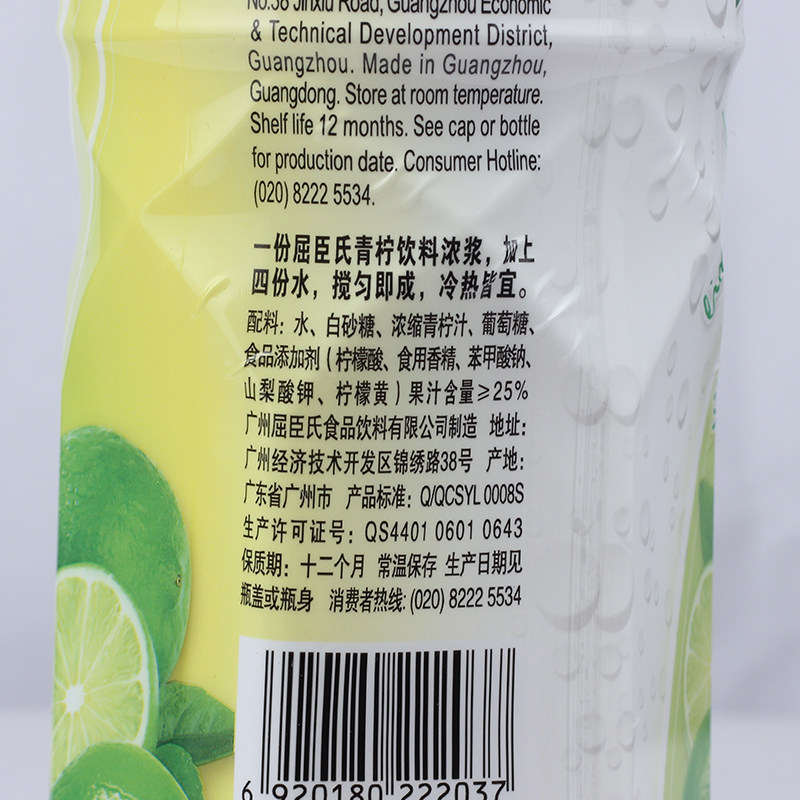 No.38 Jinxiu Road, Guangzhou Economic
& Technical Development District,
Guangzhou. Made in Guangzhou,
Guangdong. Store at room temperature.
Shelf life 12 months. See cap or bottle
for production date. Consumer Hotline:
(020) 8222 5534.
一份屈臣氏青柠饮料浓浆，加上
四份水，搅匀即成，冷热皆宜。
配料：水、白砂糖、浓缩青柠汁、葡萄糖、
食品添加剂（柠檬酸、食用香精、苯甲酸钠、
山梨酸钾、柠檬黄）果汁含量≥25%
广州屈臣氏食品饮料有限公司制造 地址：
广州经济技术开发区锦绣路38号 产地：
广东省广州市 产品标准：Q/QCSYL 0008S
生产许可证号：QS4401 0601 0643
保质期：十二个月 常温保存 生产日期见
瓶盖或瓶身 消费者热线: (020) 8222 5534
6 920180 222037